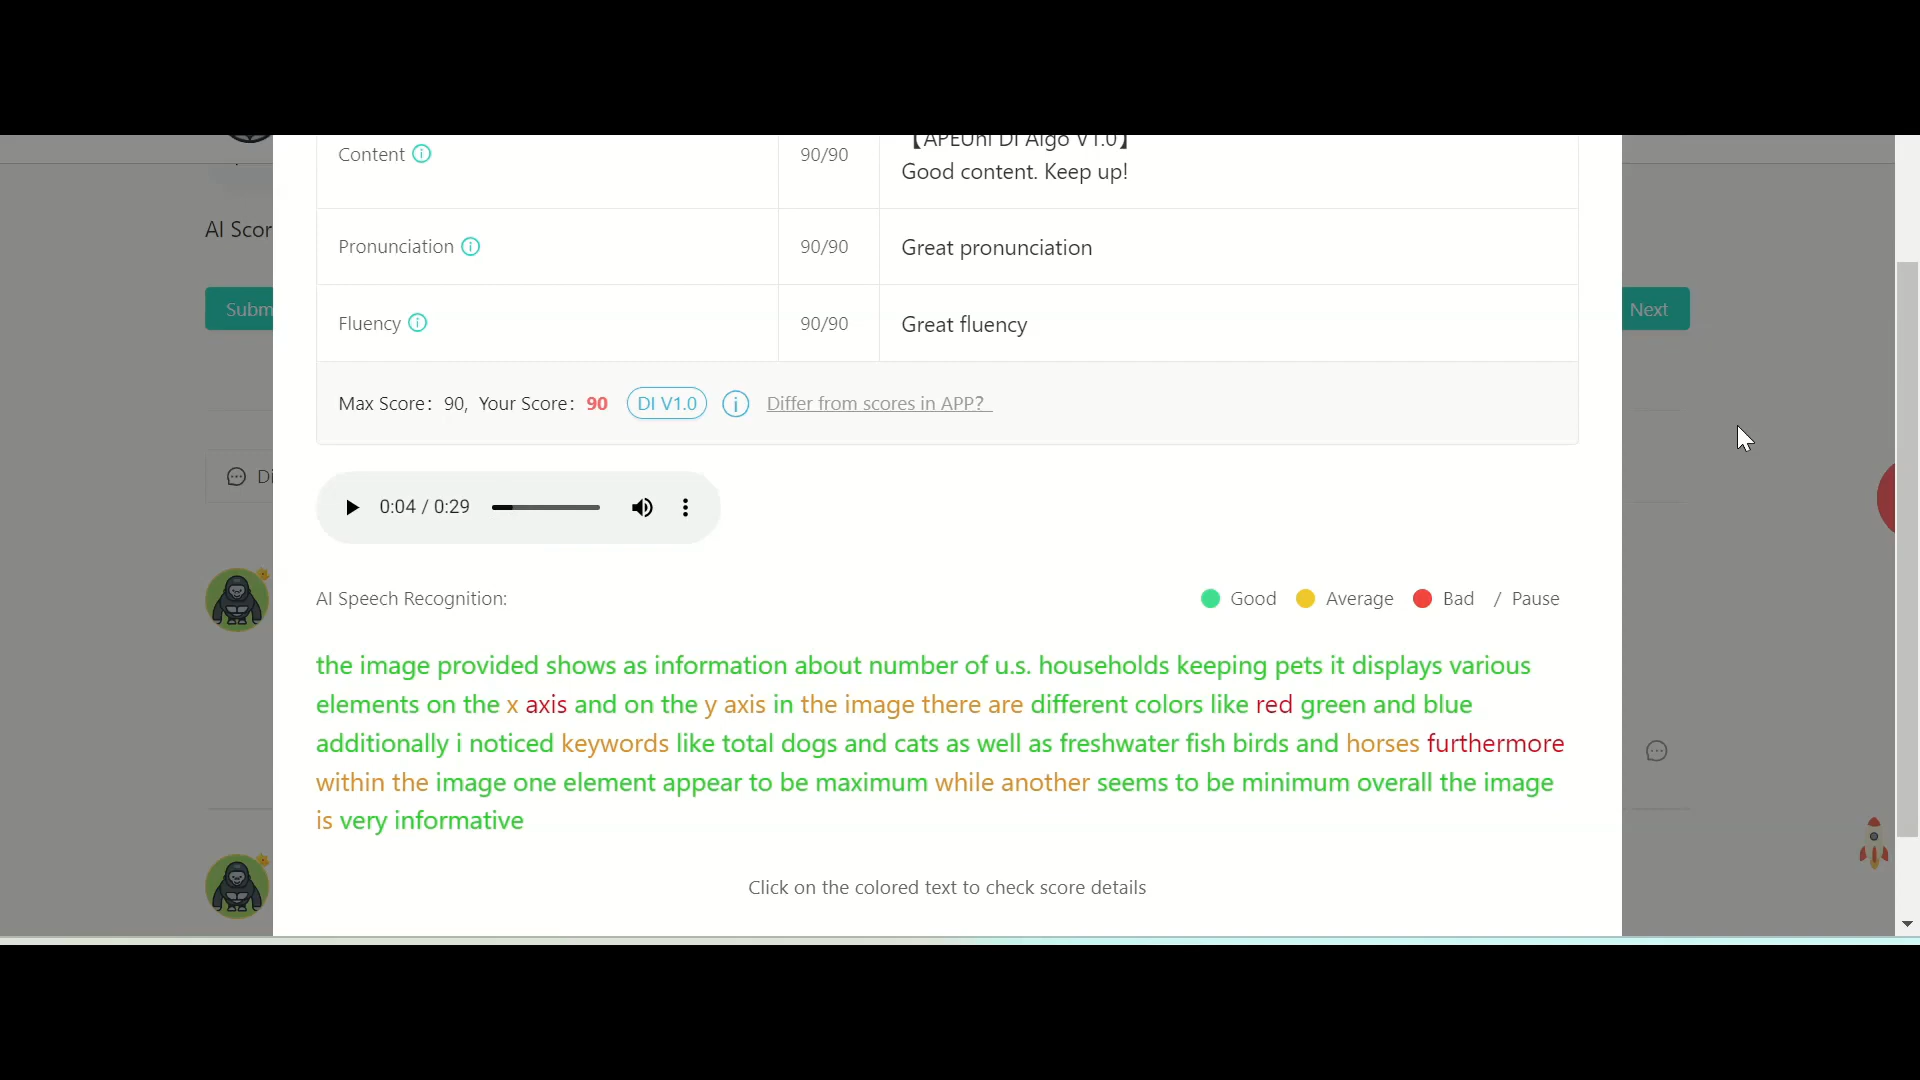 【APEUni DI Algo V1.0】
Content 90/90 Good content. Keep up!
AI Scor
Pronunciation 90/90 Great pronunciation
Subm
Next
Fluency 90/90 Great fluency
Max Score: 90, Your Score: 90 DI V1.0 Differ from scores in APP?
Di
0:04 / 0:29
AI Speech Recognition:
Good Average Bad / Pause
the image provided shows as information about number of u.s. households keeping pets it displays various
elements on the x axis and on the y axis in the image there are different colors like red green and blue
additionally i noticed keywords like total dogs and cats as well as freshwater fish birds and horses furthermore
within the image one element appear to be maximum while another seems to be minimum overall the image
is very informative
Click on the colored text to check score details